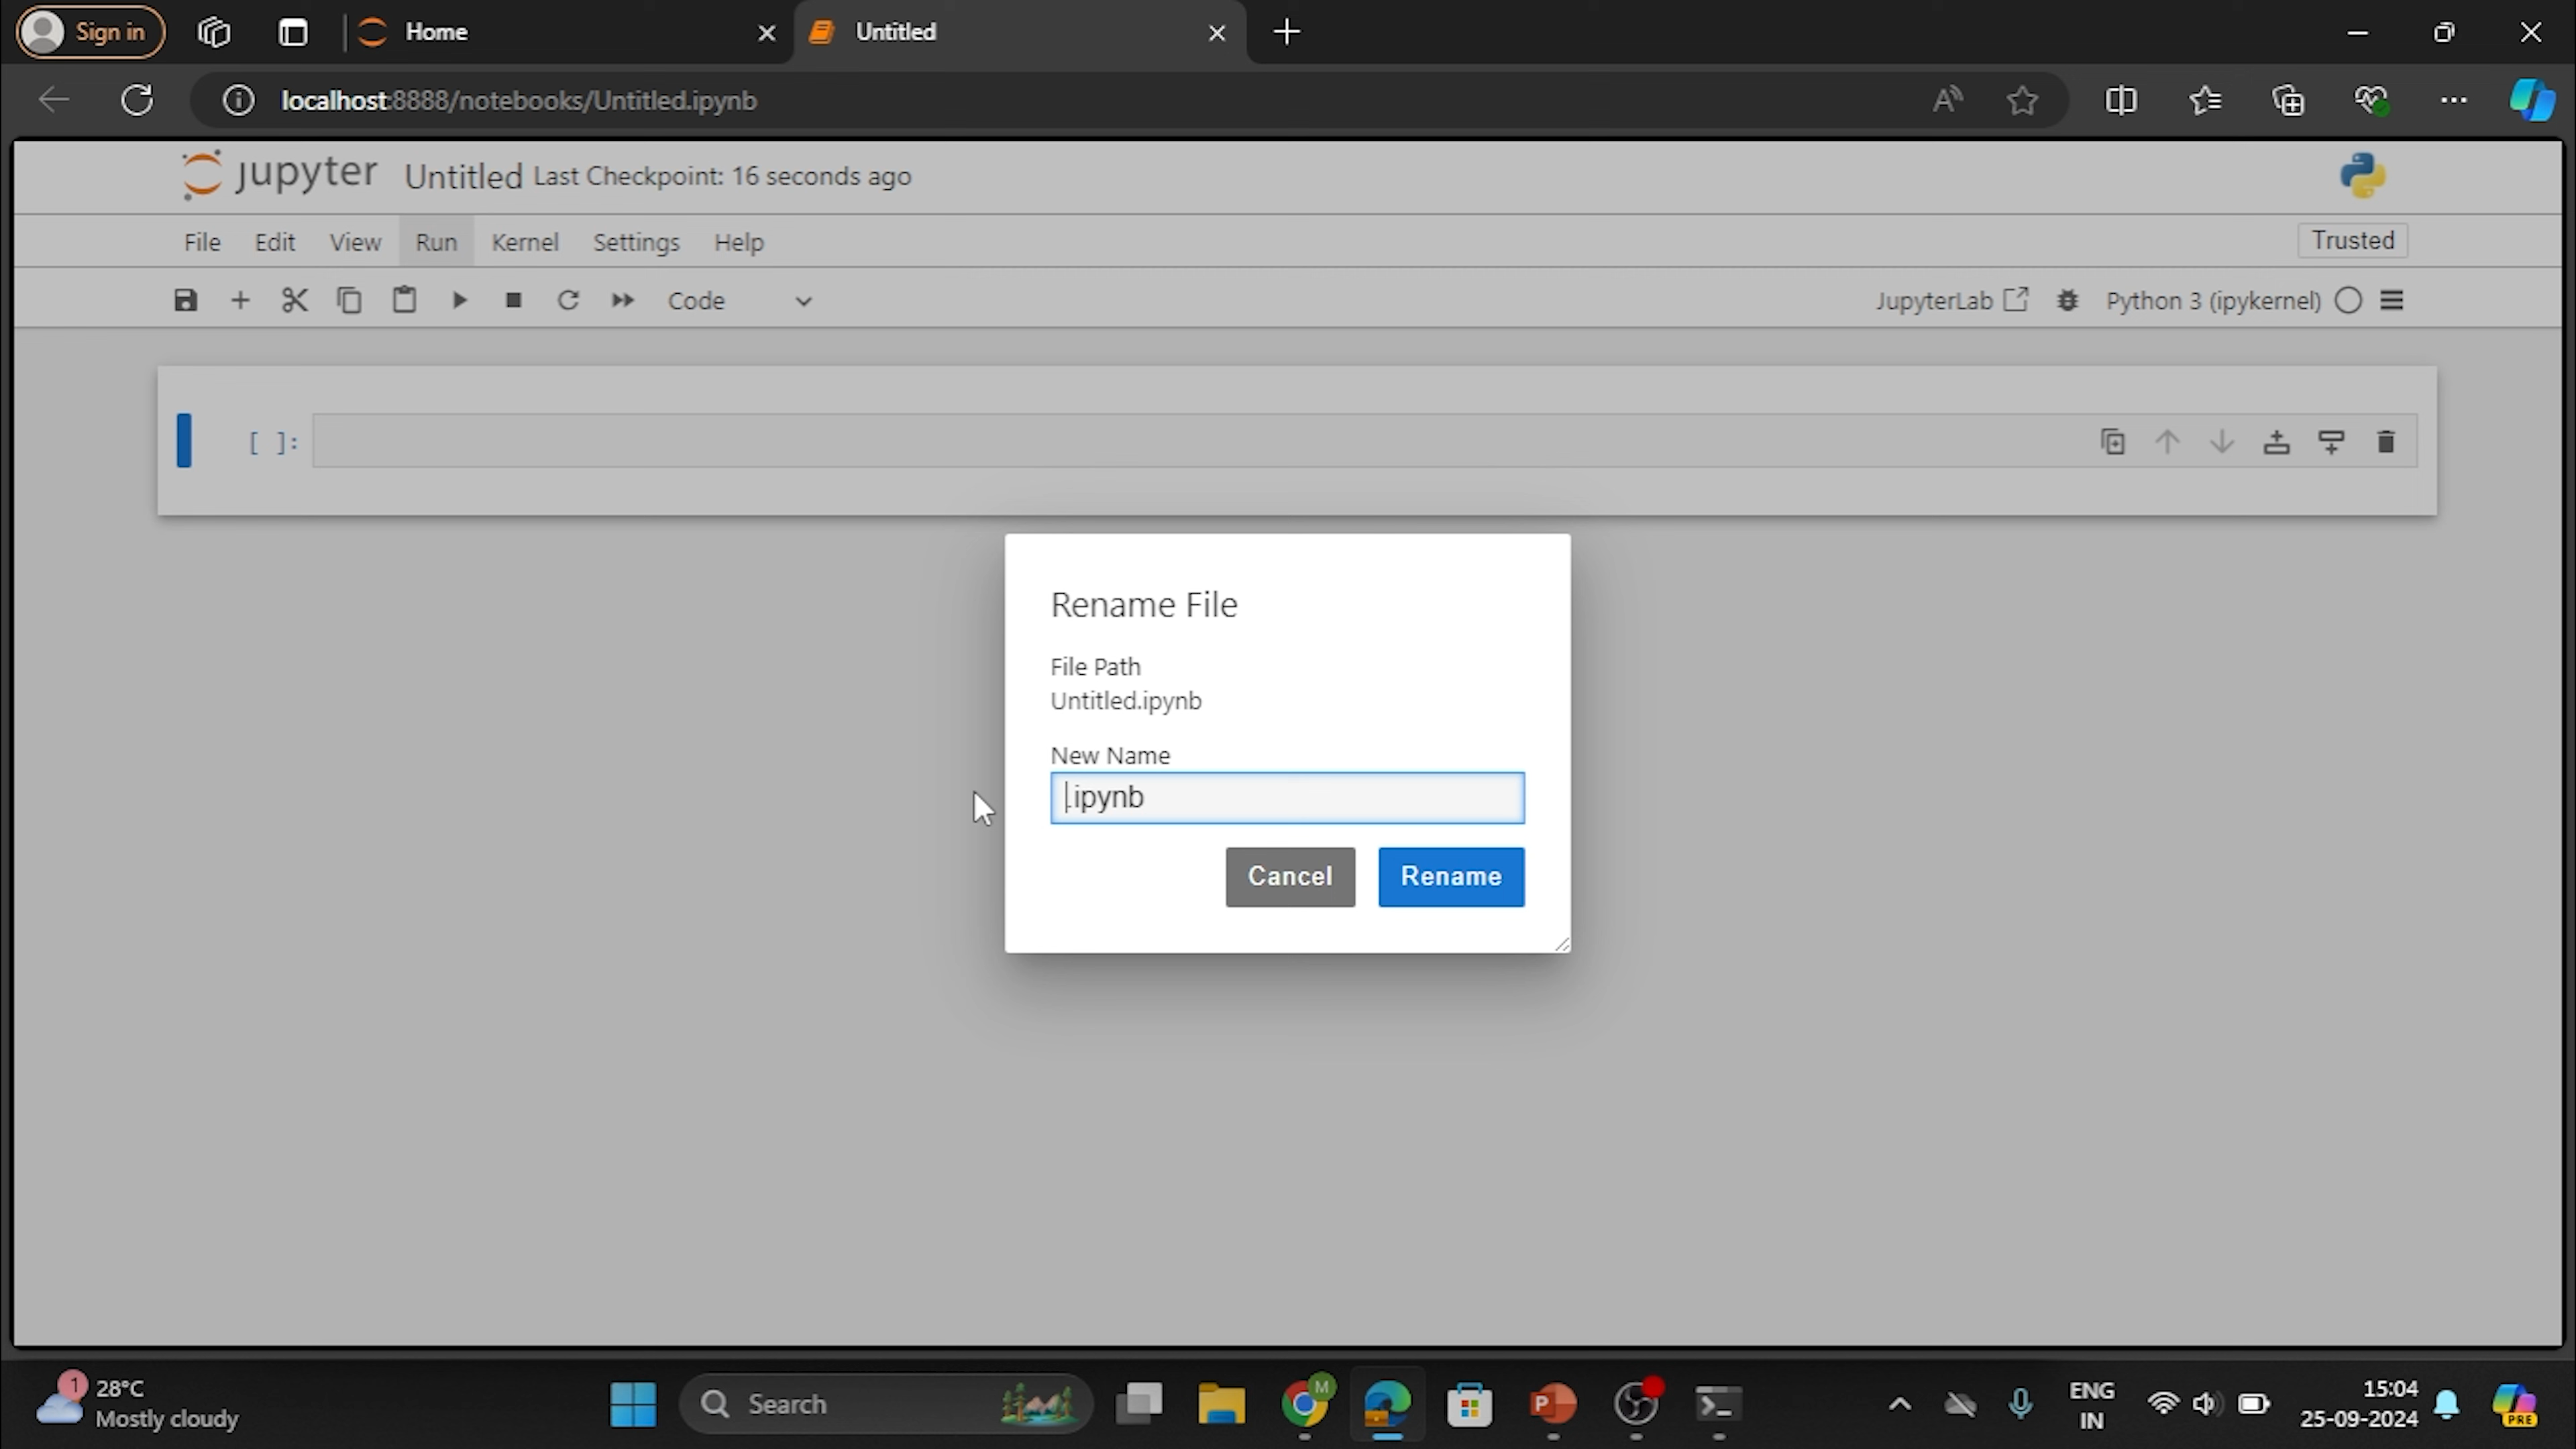 Sign in
Home
Untitled
localhost:8888/notebooks/Untitled.ipynb
jupyter Untitled Last Checkpoint: 16 seconds ago
File Edit View Run Kernel Settings Help
Trusted
Code
JupyterLab
Python 3 (ipykernel)
[ ]:
Rename File
File Path
Untitled.ipynb
New Name
.ipynb
Cancel Rename
1
28°C
Mostly cloudy
Search
M
P
ENG
IN
15:04
25-09-2024
PRE